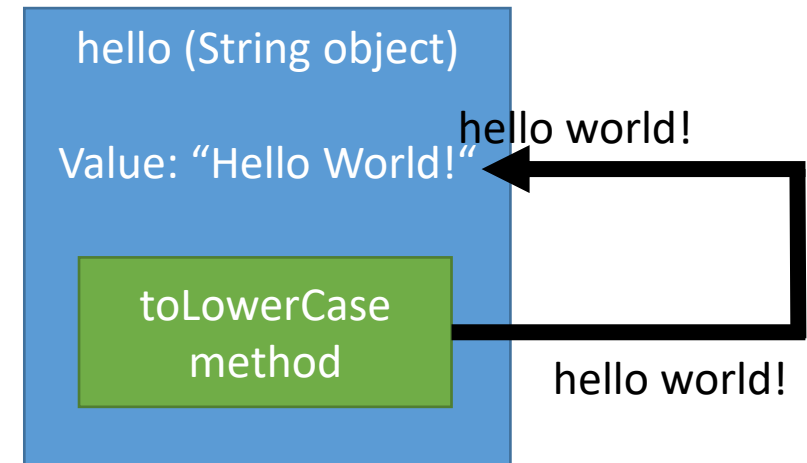 hello (String object)
hello world!
Value: “Hello World!“
toLowerCase
method
hello world!